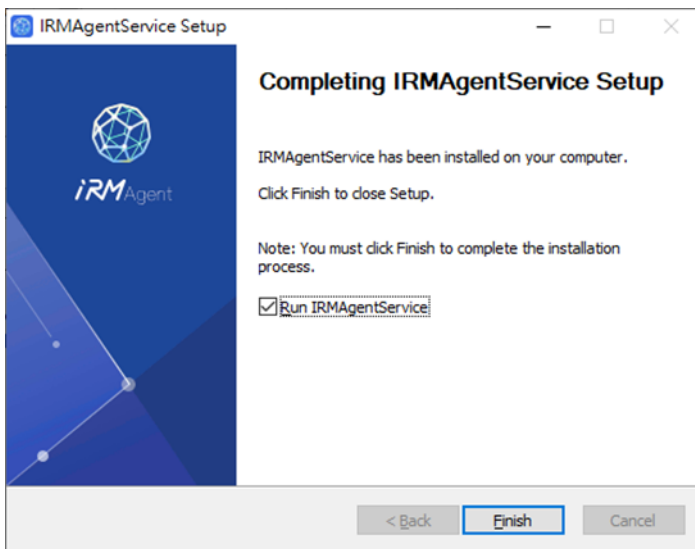 IRMAgentService Setup
Completing IRMAgentService Setup
iRMAgent
IRMAgentService has been installed on your computer.
Click Finish to close Setup.
Note: You must click Finish to complete the installation
process.
Run IRMAgentService
< Back
Finish
Cancel